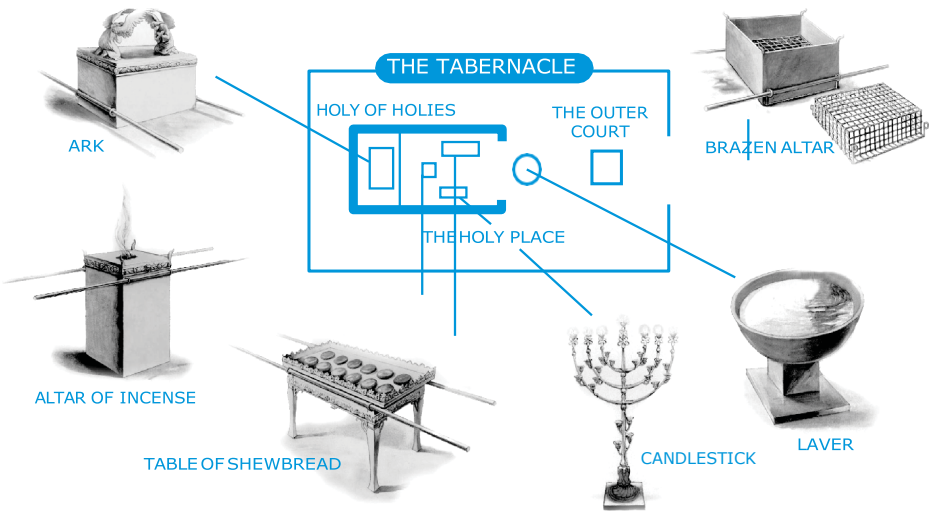 THE TABERNACLE
HOLY OF HOLIES
THE OUTER
COURT
ARK
BRAZEN ALTAR
THE HOLY PLACE
ALTAR OF INCENSE
TABLE OF SHEWBREAD
CANDLESTICK
LAVER